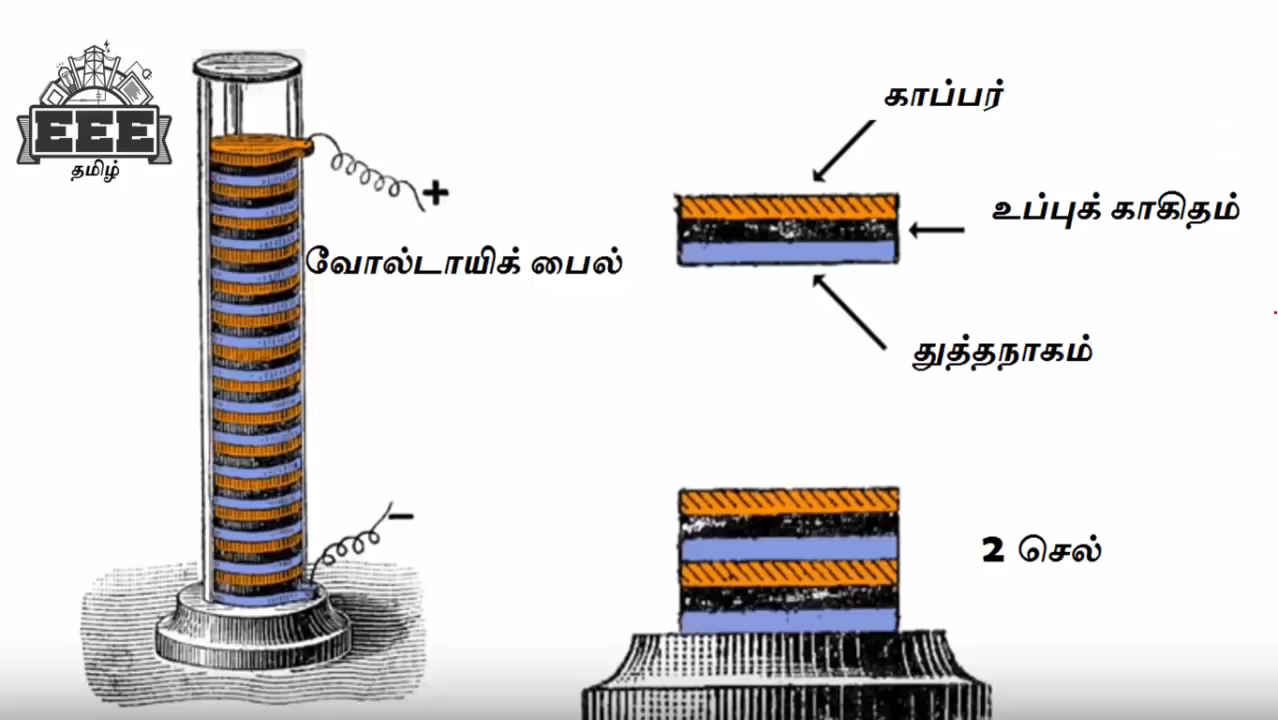 EEE
தமிழ்
காப்பர்
+
உப்புக் காகிதம்
வோல்டாயிக் பைல்
துத்தநாகம்
−
2 செல்